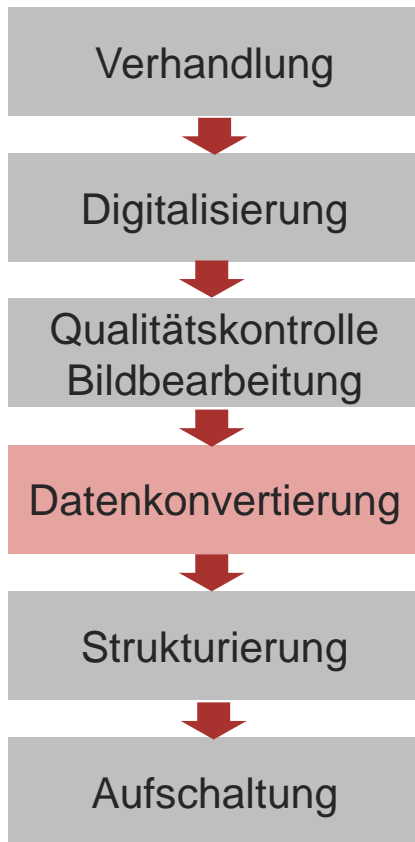 Verhandlung
Digitalisierung
Qualitätskontrolle
Bildbearbeitung
Datenkonvertierung
Strukturierung
Aufschaltung